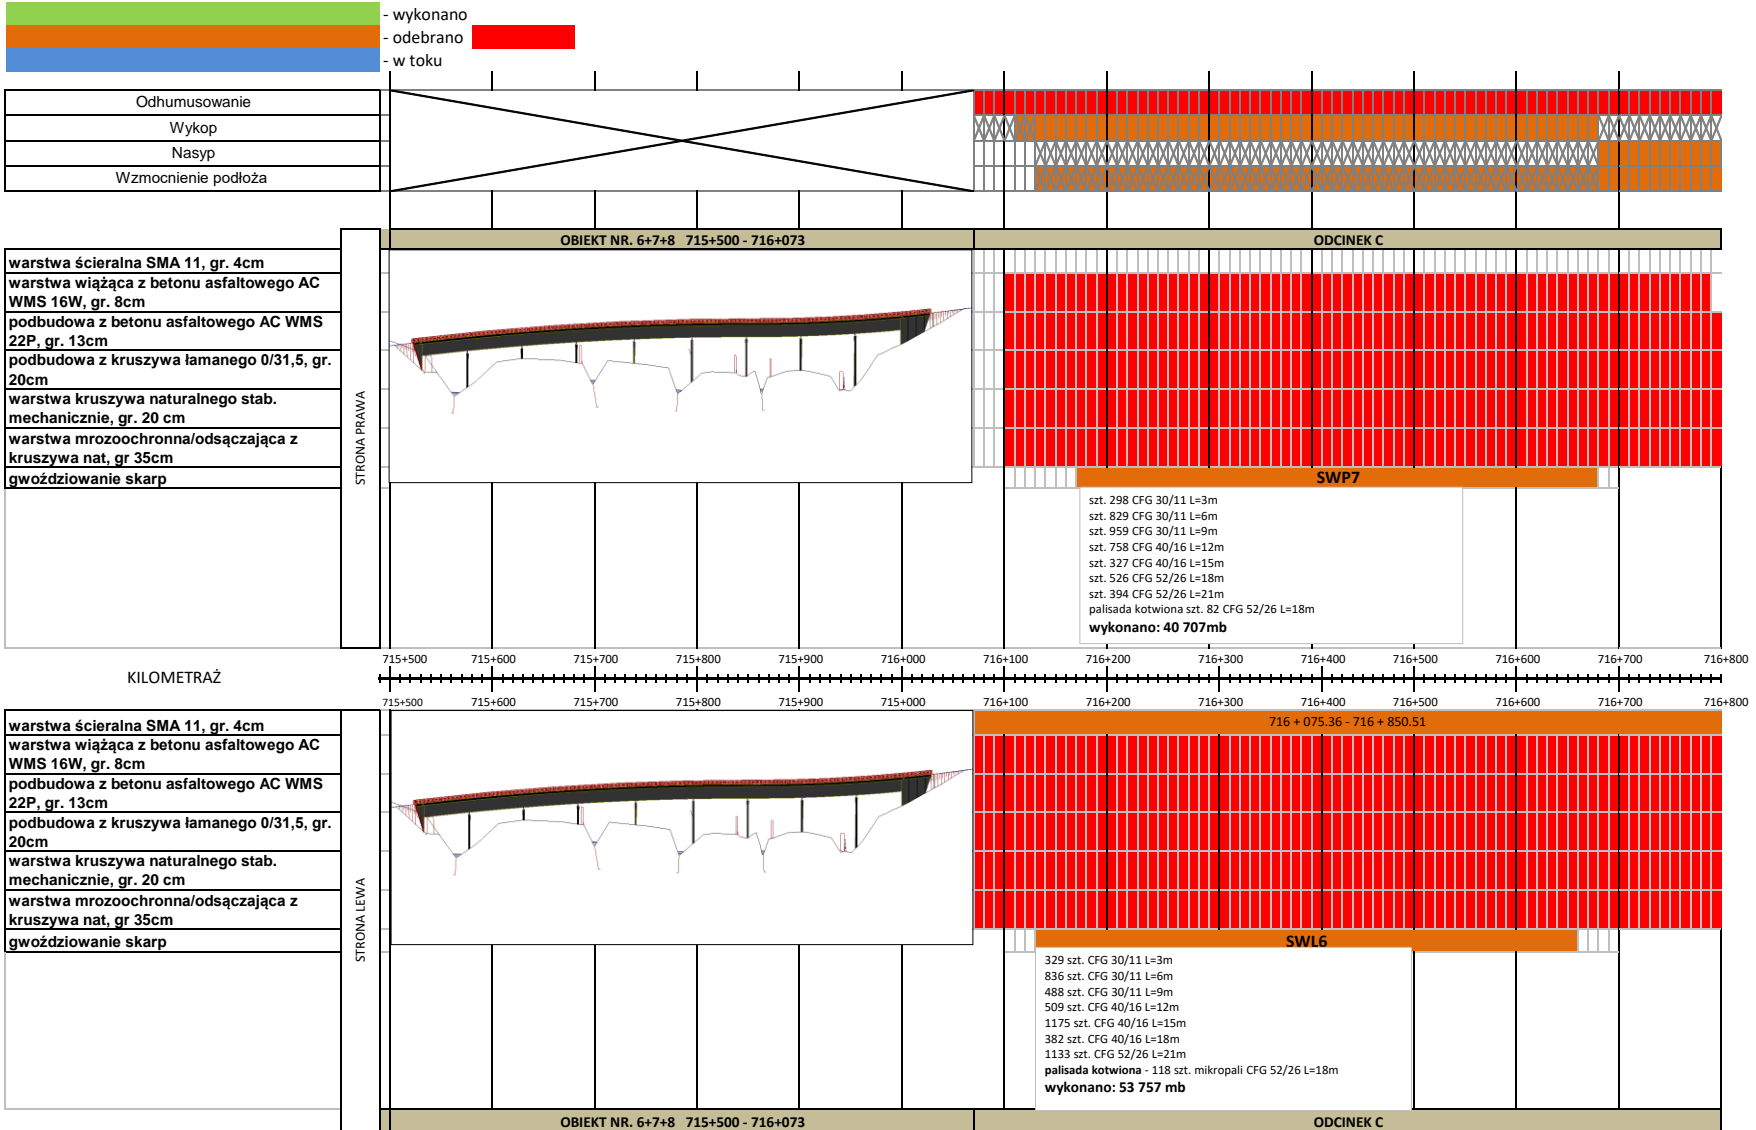 - wykonano
- odebrano
- w toku
Odhumusowanie
Wykop
Nasyp
Wzmocnienie podłoża
OBIEKT NR. 6+7+8   715+500 - 716+073
ODCINEK C
STRONA PRAWA
warstwa ścieralna SMA 11, gr. 4cm
warstwa wiążąca z betonu asfaltowego AC
WMS 16W, gr. 8cm
podbudowa z betonu asfaltowego AC WMS
22P, gr. 13cm
podbudowa z kruszywa łamanego 0/31,5, gr.
20cm
warstwa kruszywa naturalnego stab.
mechanicznie, gr. 20 cm
warstwa mrozoochronna/odsączająca z
kruszywa nat, gr 35cm
gwoździowanie skarp
SWP7
szt. 298 CFG 30/11 L=3m
szt. 829 CFG 30/11 L=6m
szt. 959 CFG 30/11 L=9m
szt. 758 CFG 40/16 L=12m
szt. 327 CFG 40/16 L=15m
szt. 526 CFG 52/26 L=18m
szt. 394 CFG 52/26 L=21m
palisada kotwiona szt. 82 CFG 52/26 L=18m
wykonano: 40 707mb
715+500 715+600 715+700 715+800 715+900 716+000 716+100 716+200 716+300 716+400 716+500 716+600 716+700 716+800
KILOMETRAŻ
715+500 715+600 715+700 715+800 715+900 715+000 716+100 716+200 716+300 716+400 716+500 716+600 716+700 716+800
STRONA LEWA
warstwa ścieralna SMA 11, gr. 4cm
716 + 075.36 - 716 + 850.51
warstwa wiążąca z betonu asfaltowego AC
WMS 16W, gr. 8cm
podbudowa z betonu asfaltowego AC WMS
22P, gr. 13cm
podbudowa z kruszywa łamanego 0/31,5, gr.
20cm
warstwa kruszywa naturalnego stab.
mechanicznie, gr. 20 cm
warstwa mrozoochronna/odsączająca z
kruszywa nat, gr 35cm
gwoździowanie skarp
SWL6
329 szt. CFG 30/11 L=3m
836 szt. CFG 30/11 L=6m
488 szt. CFG 30/11 L=9m
509 szt. CFG 40/16 L=12m
1175 szt. CFG 40/16 L=15m
382 szt. CFG 40/16 L=18m
1133 szt. CFG 52/26 L=21m
palisada kotwiona - 118 szt. mikropali CFG 52/26 L=18m
wykonano: 53 757 mb
OBIEKT NR. 6+7+8   715+500 - 716+073
ODCINEK C